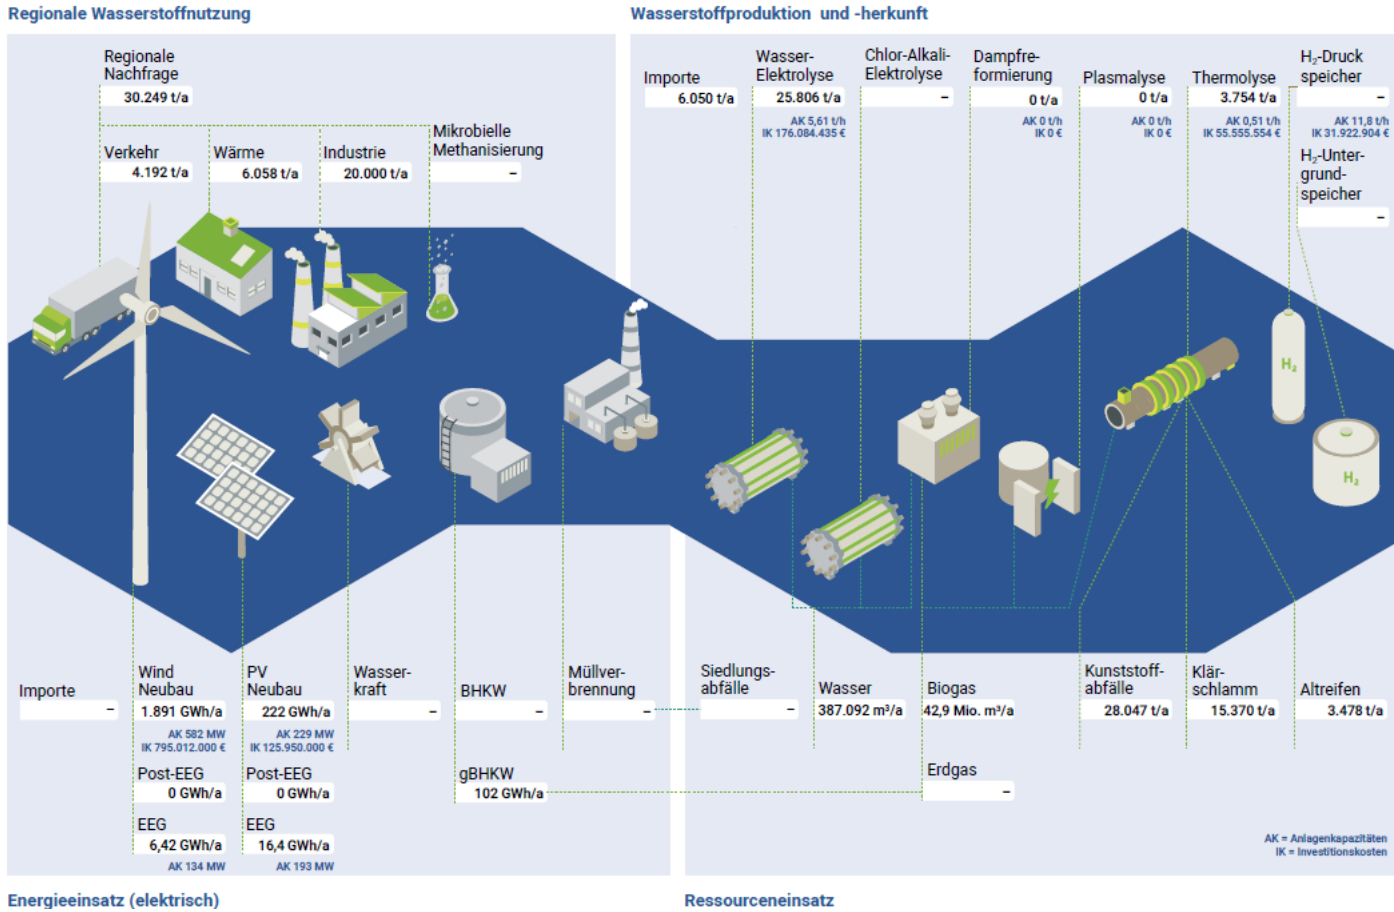 Regionale Wasserstoffnutzung
Regionale
Nachfrage
30.249 t/a
Verkehr
4.192 t/a
Wärme
6.058 t/a
Industrie
20.000 t/a
Mikrobielle
Methanisierung
–
Wasserstoffproduktion und -herkunft
Importe
6.050 t/a
Wasser-
Elektrolyse
25.806 t/a
AK 5,61 t/h
IK 176.084.435 €
Chlor-Alkali-
Elektrolyse
–
Dampfre-
formierung
0 t/a
AK 0 t/h
IK 0 €
Plasmalyse
0 t/a
AK 0 t/h
IK 0 €
Thermolyse
3.754 t/a
AK 0,51 t/h
IK 55.555.554 €
H₂-Druck
speicher
–
AK 11,8 t/h
IK 31.922.904 €
H₂-Unter-
grund-
speicher
–
H₂
H₂
Importe
–
Wind
Neubau
1.891 GWh/a
AK 582 MW
IK 795.012.000 €
Post-EEG
0 GWh/a
EEG
6,42 GWh/a
AK 134 MW
PV
Neubau
222 GWh/a
AK 229 MW
IK 125.950.000 €
Post-EEG
0 GWh/a
EEG
16,4 GWh/a
AK 193 MW
Wasser-
kraft
–
BHKW
–
gBHKW
102 GWh/a
Müllver-
brennung
–
Siedlungs-
abfälle
–
Wasser
387.092 m³/a
Biogas
42,9 Mio. m³/a
Erdgas
–
Kunststoff-
abfälle
28.047 t/a
Klär-
schlamm
15.370 t/a
Altreifen
3.478 t/a
AK = Anlagenkapazitäten
IK = Investitionskosten
Energieeinsatz (elektrisch)
Ressourceneinsatz